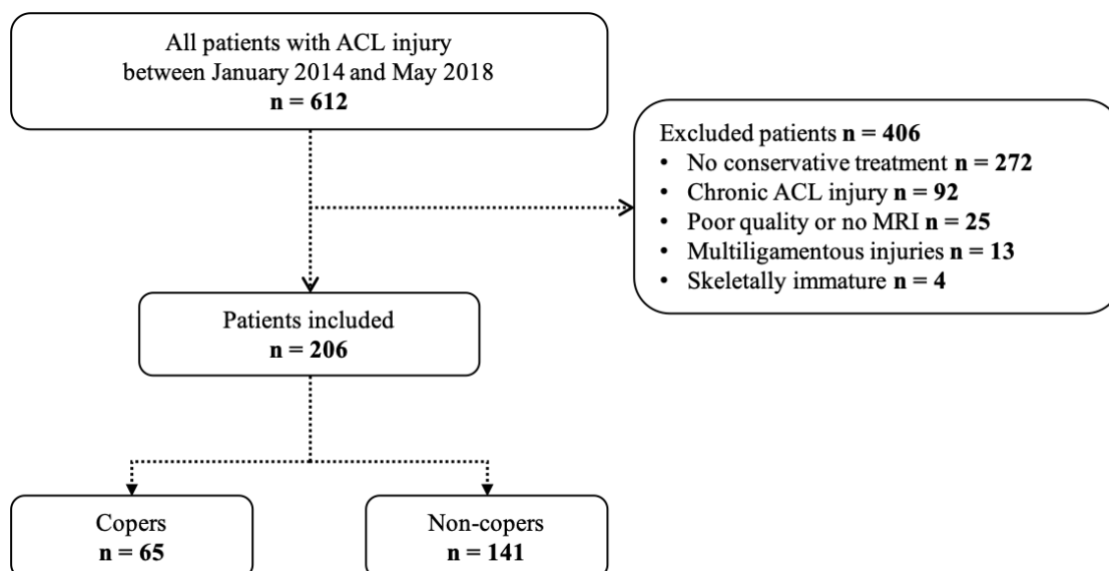 All patients with ACL injury
between January 2014 and May 2018
n = 612
Excluded patients n = 406
• No conservative treatment n = 272
• Chronic ACL injury n = 92
• Poor quality or no MRI n = 25
• Multiligamentous injuries n = 13
• Skeletally immature n = 4
Patients included
n = 206
Copers
n = 65
Non-copers
n = 141